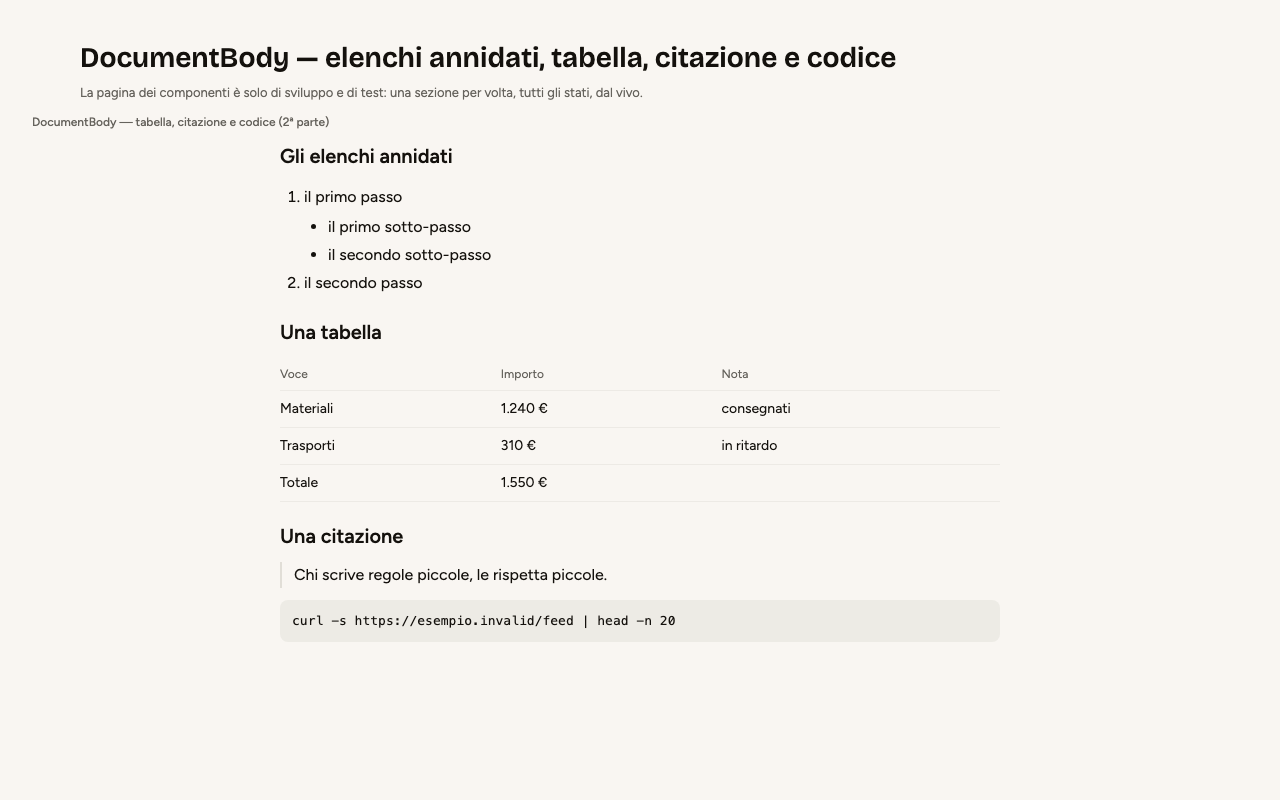 DocumentBody — elenchi annidati, tabella, citazione e codice
La pagina dei componenti è solo di sviluppo e di test: una sezione per volta, tutti gli stati, dal vivo.
DocumentBody — tabella, citazione e codice (2ª parte)
Gli elenchi annidati
1. il primo passo
• il primo sotto-passo
• il secondo sotto-passo
2. il secondo passo
Una tabella
Voce Importo Nota
Materiali 1.240 € consegnati
Trasporti 310 € in ritardo
Totale 1.550 €
Una citazione
Chi scrive regole piccole, le rispetta piccole.
curl -s https://esempio.invalid/feed | head -n 20